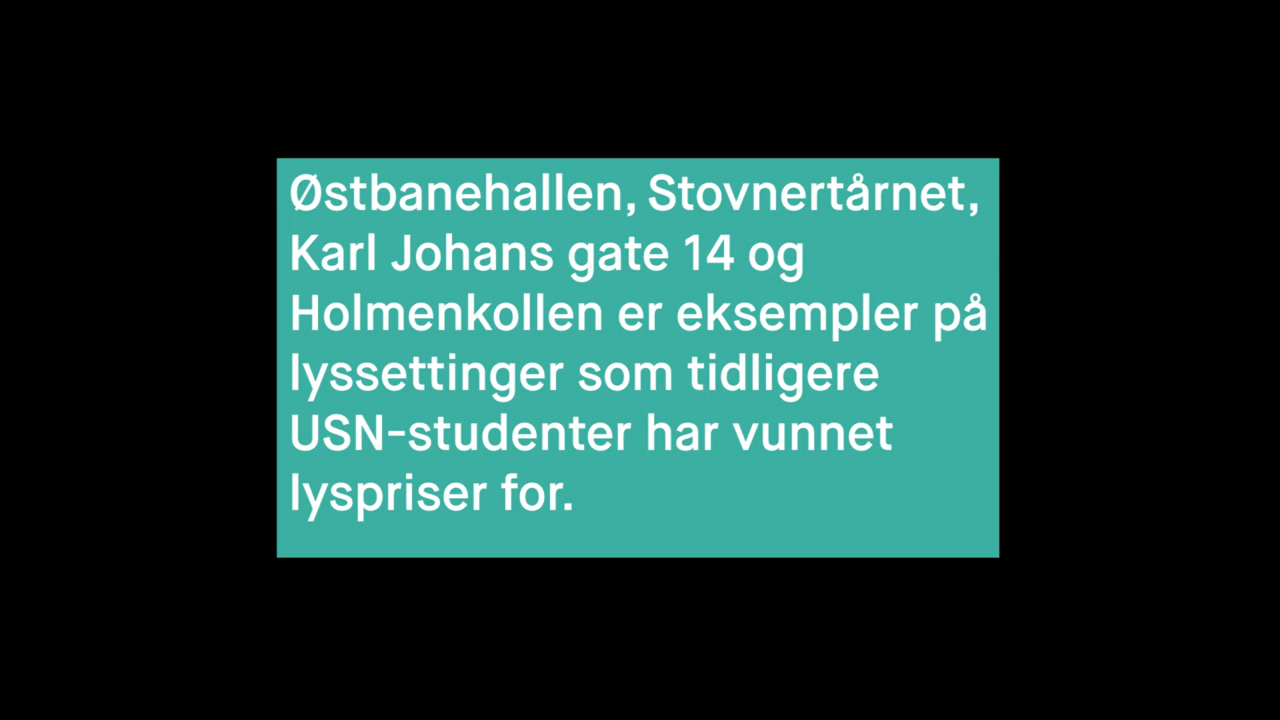 Østbanehallen, Stovnertårnet,
Karl Johans gate 14 og
Holmenkollen er eksempler på
lyssettinger som tidligere
USN-studenter har vunnet
lyspriser for.